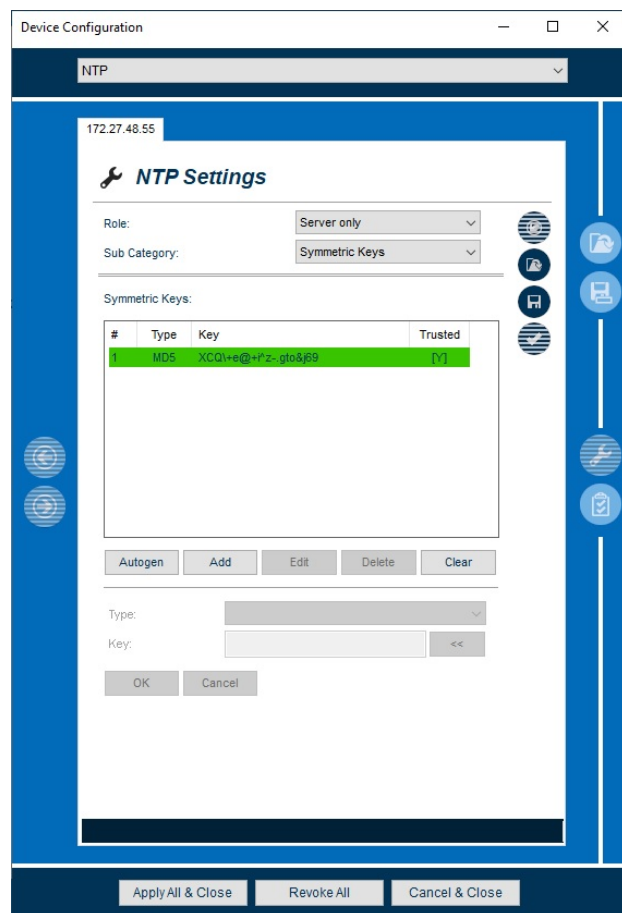 Device Configuration
NTP
172.27.48.55
NTP Settings
Role: Server only
Sub Category: Symmetric Keys
Symmetric Keys:
# Type Key Trusted
1 MD5 XCQ\+e@+i^z-.gto&j69 [Y]
Autogen Add Edit Delete Clear
Type:
Key: <<
OK Cancel
Apply All & Close Revoke All Cancel & Close